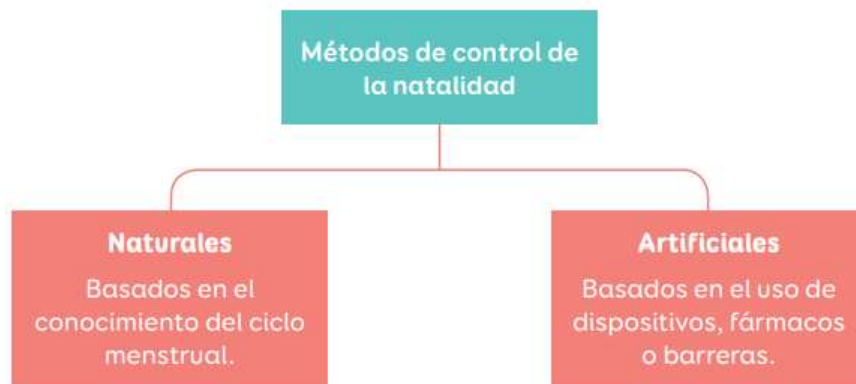 Métodos de control de
la natalidad
Naturales
Basados en el
conocimiento del ciclo
menstrual.
Artificiales
Basados en el uso de
dispositivos, fármacos
o barreras.